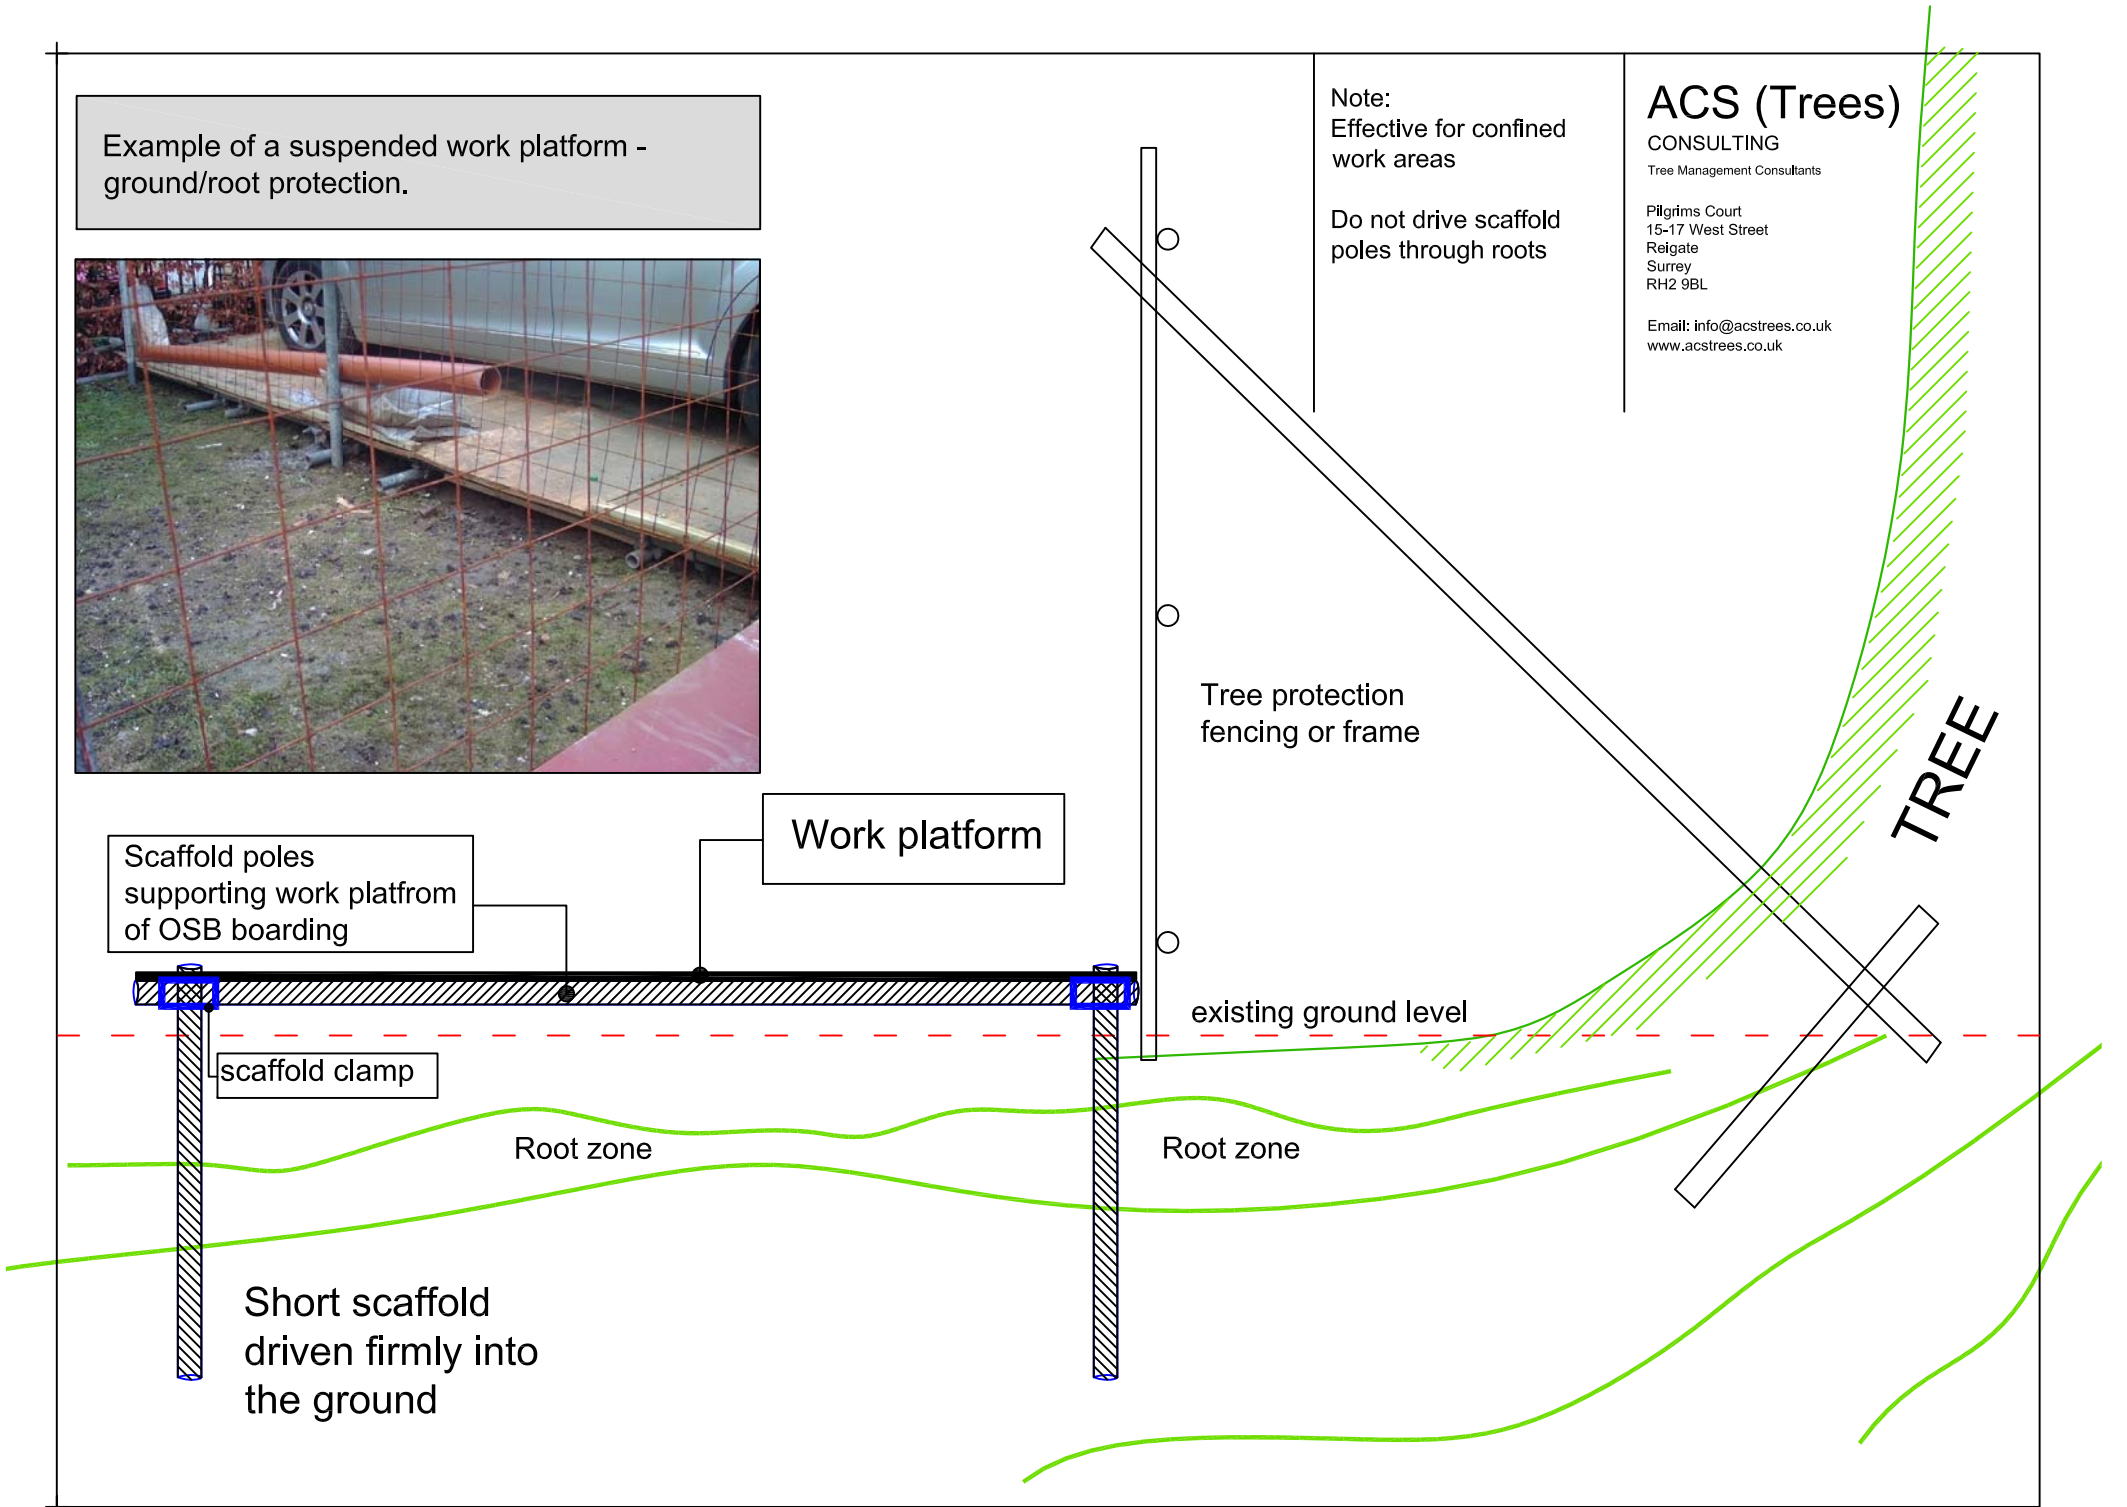 Example of a suspended work platform -
ground/root protection.
Note:
Effective for confined
work areas
Do not drive scaffold
poles through roots
ACS (Trees)
CONSULTING
Tree Management Consultants
Pilgrims Court
15-17 West Street
Reigate
Surrey
RH2 9BL
Email: info@acstrees.co.uk
www.acstrees.co.uk
Tree protection
fencing or frame
TREE
Work platform
Scaffold poles
supporting work platfrom
of OSB boarding
existing ground level
scaffold clamp
Root zone
Root zone
Short scaffold
driven firmly into
the ground